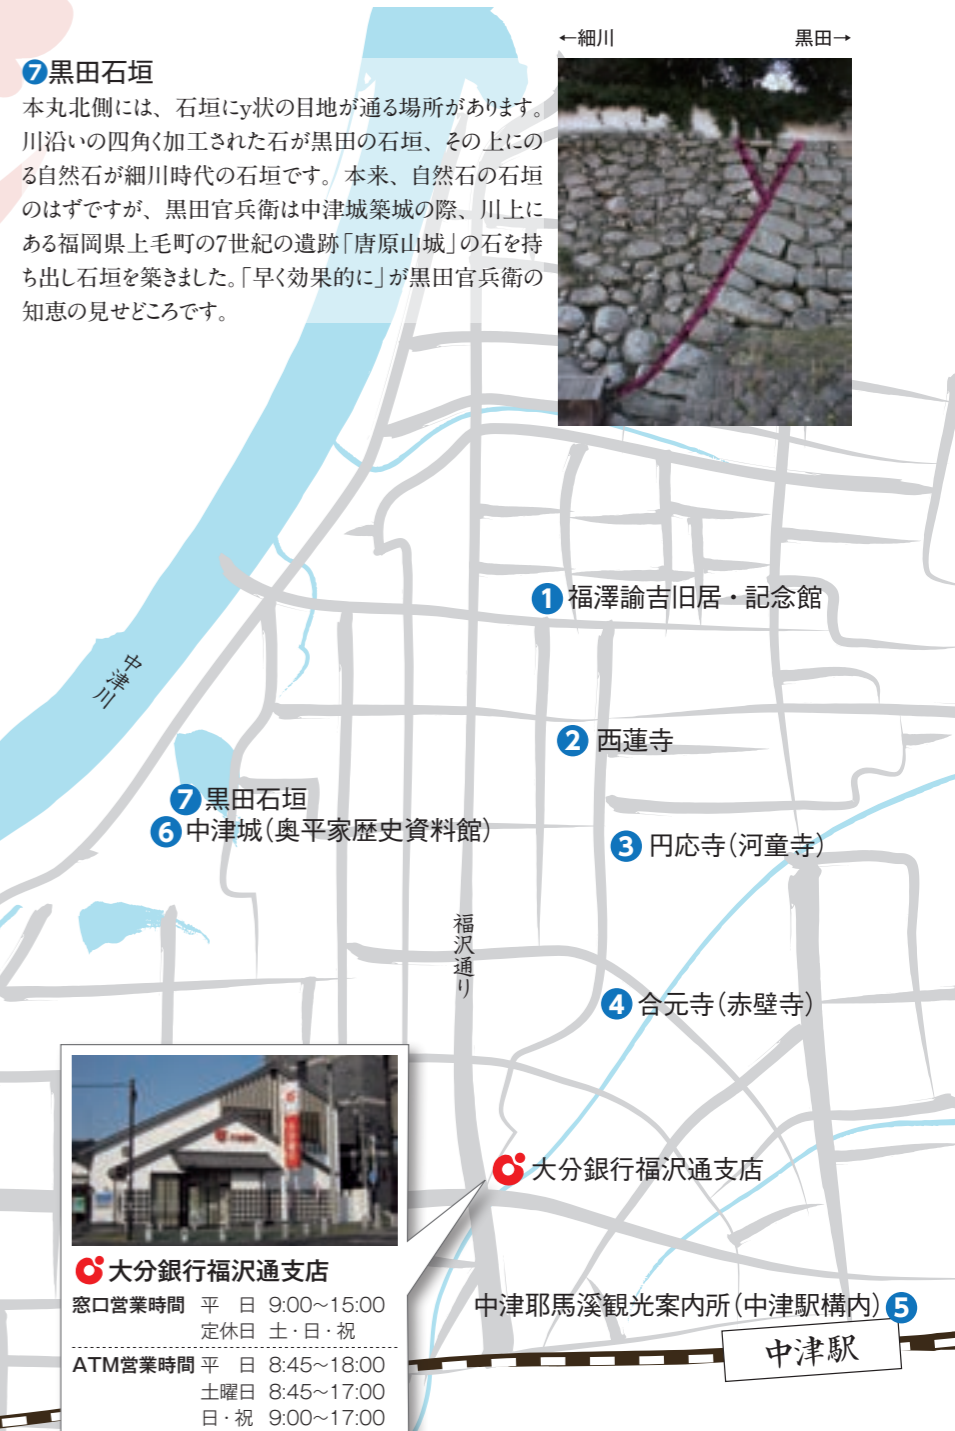 ←細川 黒田→
❼黒田石垣
本丸北側には、石垣にy状の目地が通る場所があります。
川沿いの四角く加工された石が黒田の石垣、その上にの
る自然石が細川時代の石垣です。本来、自然石の石垣
のはずですが、黒田官兵衛は中津城築城の際、川上に
ある福岡県上毛町の7世紀の遺跡「唐原山城」の石を持
ち出し石垣を築きました。「早く効果的に」が黒田官兵衛の
知恵の見せどころです。
❶福澤諭吉旧居・記念館
中津川
❷西蓮寺
❼黒田石垣
❻中津城(奥平家歴史資料館)
❸円応寺(河童寺)
福沢通り
❹合元寺(赤壁寺)
大分銀行福沢通支店
大分銀行福沢通支店
窓口営業時間 平 日 9:00～15:00
定休日 土・日・祝
ATM営業時間 平 日 8:45～18:00
土曜日 8:45～17:00
日・祝 9:00～17:00
中津耶馬溪観光案内所(中津駅構内)❺
中津駅